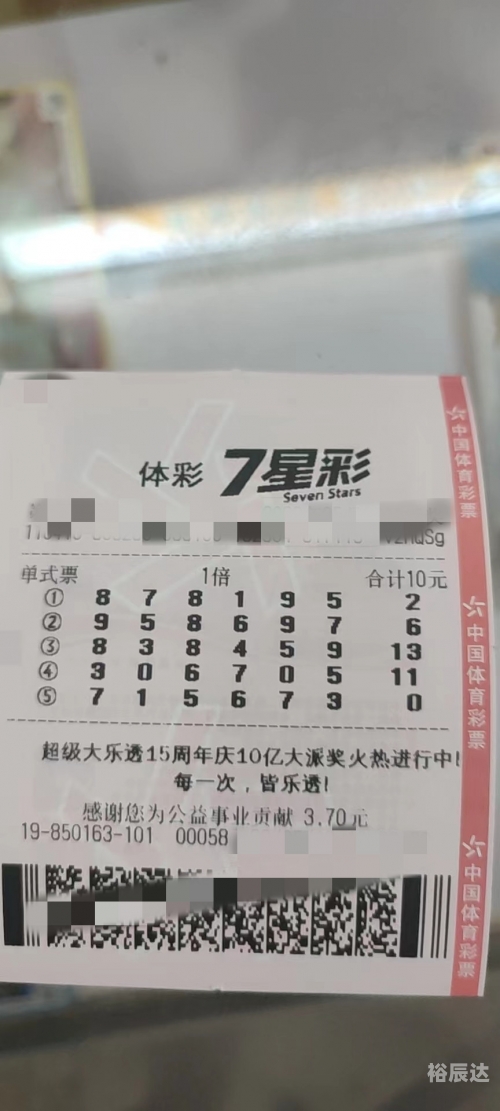 体彩 7星彩
Seven Stars
单式票 1倍 合计10元
① 8 7 8 1 9 5 2
② 9 5 8 6 9 7 6
③ 8 3 8 4 5 9 13
④ 3 0 6 7 0 5 11
⑤ 7 1 5 6 7 3 0
超级大乐透15周年庆10亿大派奖火热进行中!
每一次，皆乐透!
感谢您为公益事业贡献 3.70元
19-850163-101 00058
中国体育彩票
中国体育彩票
中国体育彩票
裕辰达